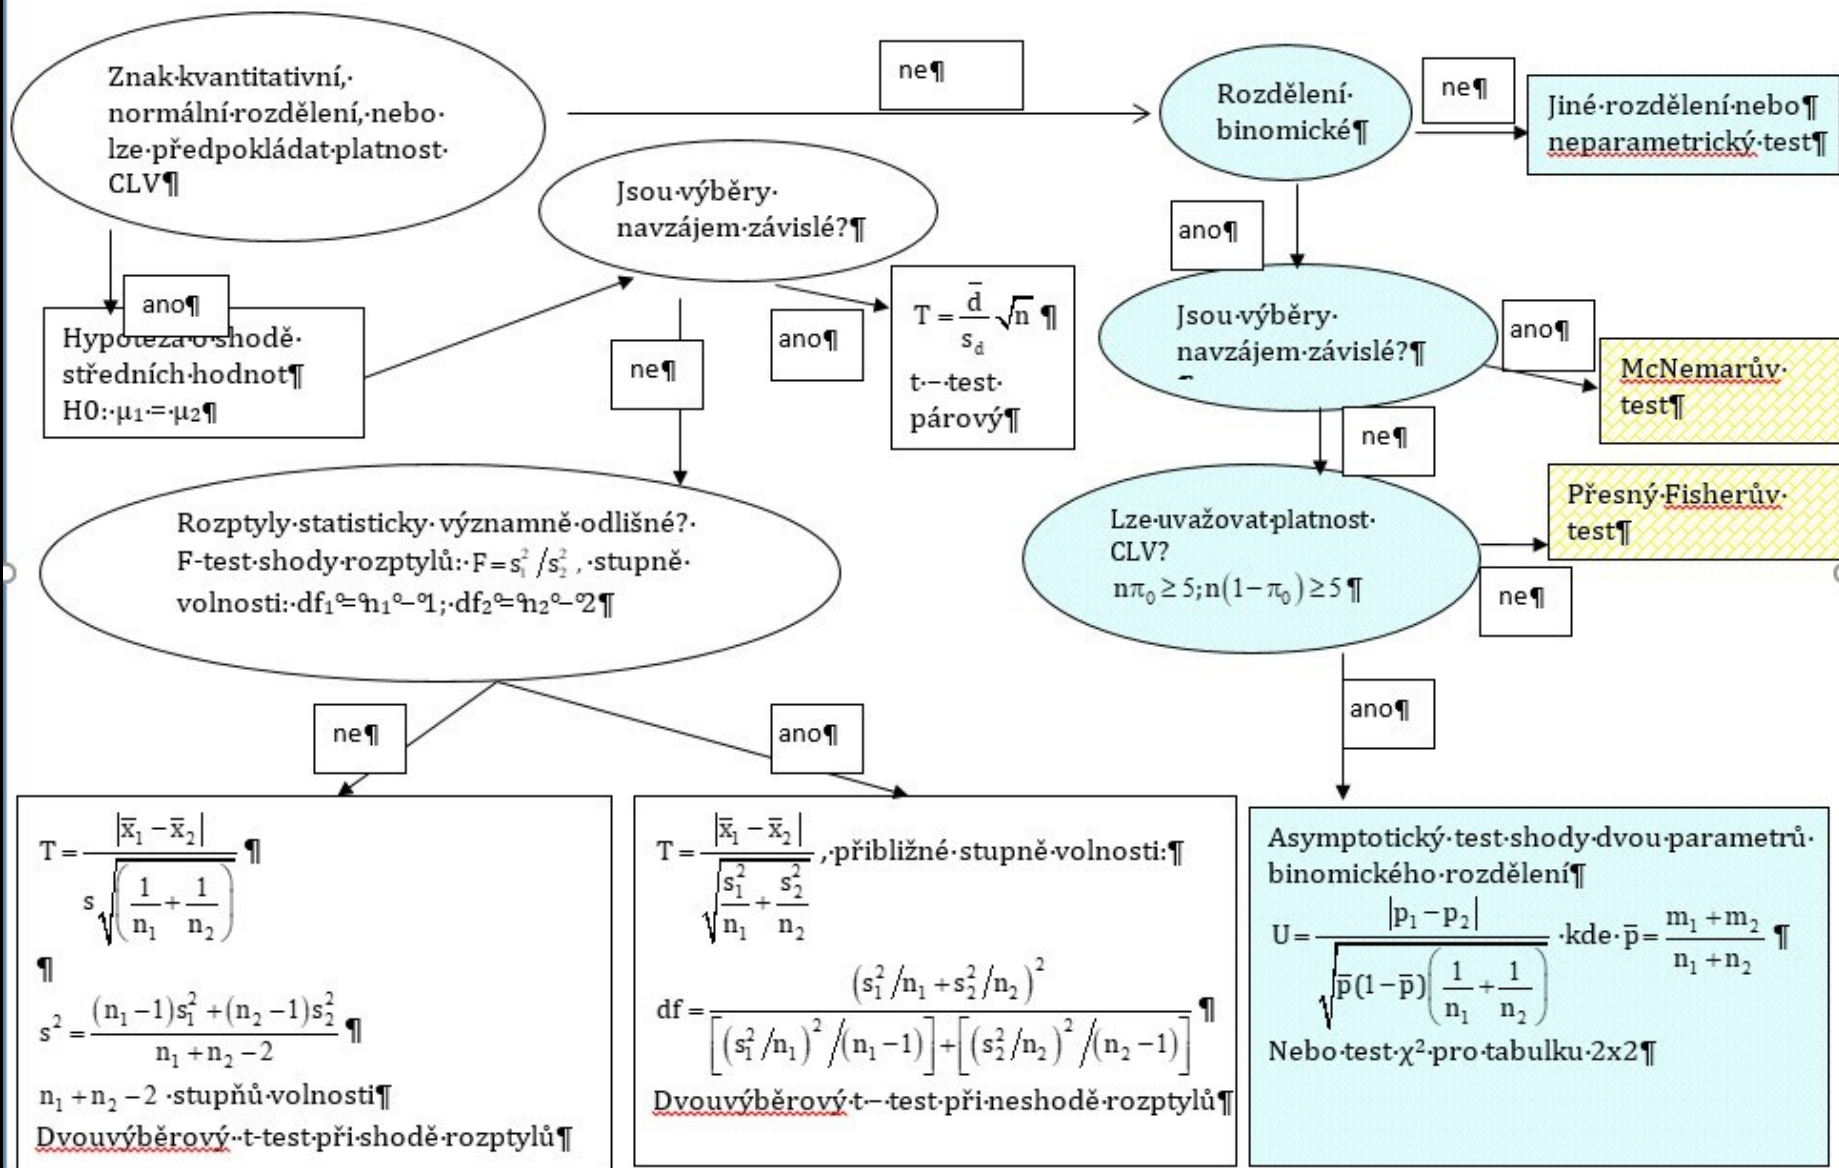 Znak·kvantitativní,·
normální·rozdělení,·nebo·
lze·předpokládat·platnost·
CLV¶
ne¶
Rozdělení·
binomické¶
ne¶
Jiné·rozdělení·nebo¶
neparametrický·test¶
Jsou·výběry·
navzájem·závislé?¶
ano¶
ano¶
Hypotéza·o·shodě·
středních·hodnot¶
H0:·μ₁·=·μ₂¶
ne¶
ano¶
T = d̅/s_d √n ¶
t·–·test·
párový¶
Jsou·výběry·
navzájem·závislé?¶
¶
ano¶
McNemarův·
test¶
ne¶
Rozptyly·statisticky·významně·odlišné?·
F-test·shody·rozptylů:·F = s₁²/s₂²,·stupně·
volnosti:·df₁°=°n₁°–°1;·df₂°=°n₂°–°2¶
Lze·uvažovat·platnost·
CLV?
nπ₀ ≥ 5; n(1−π₀) ≥ 5 ¶
Přesný·Fisherův·
test¶
ne¶
ne¶
ano¶
ano¶
T = |x̅₁ − x̅₂| / (s √(1/n₁ + 1/n₂)) ¶
¶
s² = ((n₁−1)s₁² + (n₂−1)s₂²) / (n₁ + n₂ − 2) ¶
n₁ + n₂ − 2 ·stupňů·volnosti¶
Dvouvýběrový··t-test·při·shodě·rozptylů¶
T = |x̅₁ − x̅₂| / √(s₁²/n₁ + s₂²/n₂) ,·přibližné·stupně·volnosti:¶
df = (s₁²/n₁ + s₂²/n₂)² / ([(s₁²/n₁)²/(n₁−1)] + [(s₂²/n₂)²/(n₂−1)]) ¶
Dvouvýběrový·t·–·test·při·neshodě·rozptylů¶
Asymptotický·test·shody·dvou·parametrů·
binomického·rozdělení¶
U = |p₁ − p₂| / √(p̅(1−p̅)(1/n₁ + 1/n₂)) ·kde· p̅ = (m₁ + m₂)/(n₁ + n₂) ¶
Nebo·test·χ²·pro·tabulku·2x2¶